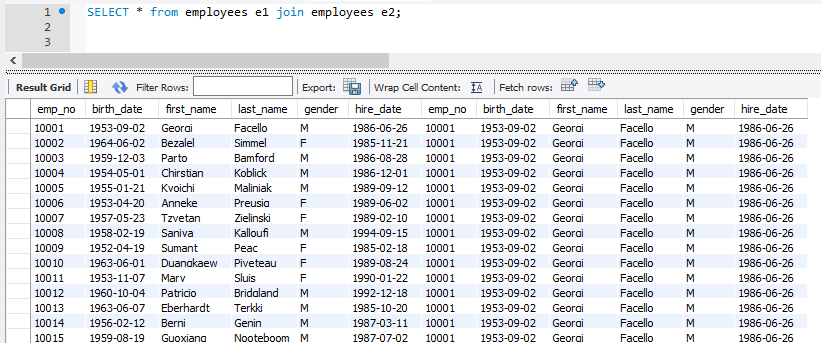 1 SELECT * from employees e1 join employees e2;
2
3
Result Grid Filter Rows: Export: Wrap Cell Content: Fetch rows:
emp_no birth_date first_name last_name gender hire_date emp_no birth_date first_name last_name gender hire_date
10001 1953-09-02 Georgi Facello M 1986-06-26 10001 1953-09-02 Georgi Facello M 1986-06-26
10002 1964-06-02 Bezalel Simmel F 1985-11-21 10001 1953-09-02 Georgi Facello M 1986-06-26
10003 1959-12-03 Parto Bamford M 1986-08-28 10001 1953-09-02 Georgi Facello M 1986-06-26
10004 1954-05-01 Chirstian Koblick M 1986-12-01 10001 1953-09-02 Georgi Facello M 1986-06-26
10005 1955-01-21 Kyoichi Maliniak M 1989-09-12 10001 1953-09-02 Georgi Facello M 1986-06-26
10006 1953-04-20 Anneke Preusig F 1989-06-02 10001 1953-09-02 Georgi Facello M 1986-06-26
10007 1957-05-23 Tzvetan Zielinski F 1989-02-10 10001 1953-09-02 Georgi Facello M 1986-06-26
10008 1958-02-19 Saniya Kalloufi M 1994-09-15 10001 1953-09-02 Georgi Facello M 1986-06-26
10009 1952-04-19 Sumant Peac F 1985-02-18 10001 1953-09-02 Georgi Facello M 1986-06-26
10010 1963-06-01 Duangkaew Piveteau F 1989-08-24 10001 1953-09-02 Georgi Facello M 1986-06-26
10011 1953-11-07 Mary Sluis F 1990-01-22 10001 1953-09-02 Georgi Facello M 1986-06-26
10012 1960-10-04 Patricio Bridgland M 1992-12-18 10001 1953-09-02 Georgi Facello M 1986-06-26
10013 1963-06-07 Eberhardt Terkki M 1985-10-20 10001 1953-09-02 Georgi Facello M 1986-06-26
10014 1956-02-12 Berni Genin M 1987-03-11 10001 1953-09-02 Georgi Facello M 1986-06-26
10015 1959-08-19 Guoxiang Nooteboom M 1987-07-02 10001 1953-09-02 Georgi Facello M 1986-06-26